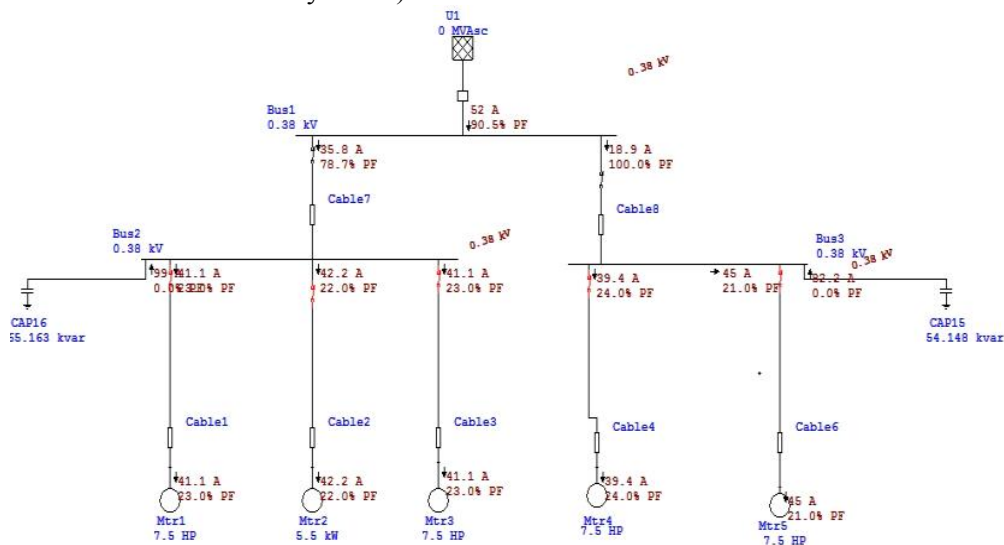 U1
0 MVAsc
0.38 kV
52 A
90.5% PF
Bus1
0.38 kV
35.8 A
78.7% PF
18.9 A
100.0% PF
Cable7
Cable8
Bus2
0.38 kV
0.38 kV
Bus3
0.38 kV
0.38 kV
41.1 A
42.2 A
22.0% PF
41.1 A
23.0% PF
39.4 A
24.0% PF
45 A
21.0% PF
0.0% PF
CAP16
55.163 kvar
CAP15
54.148 kvar
Cable1
Cable2
Cable3
Cable4
Cable6
41.1 A
23.0% PF
42.2 A
22.0% PF
41.1 A
23.0% PF
39.4 A
24.0% PF
45 A
21.0% PF
Mtr1
7.5 HP
Mtr2
5.5 kW
Mtr3
7.5 HP
Mtr4
7.5 HP
Mtr5
7.5 HP